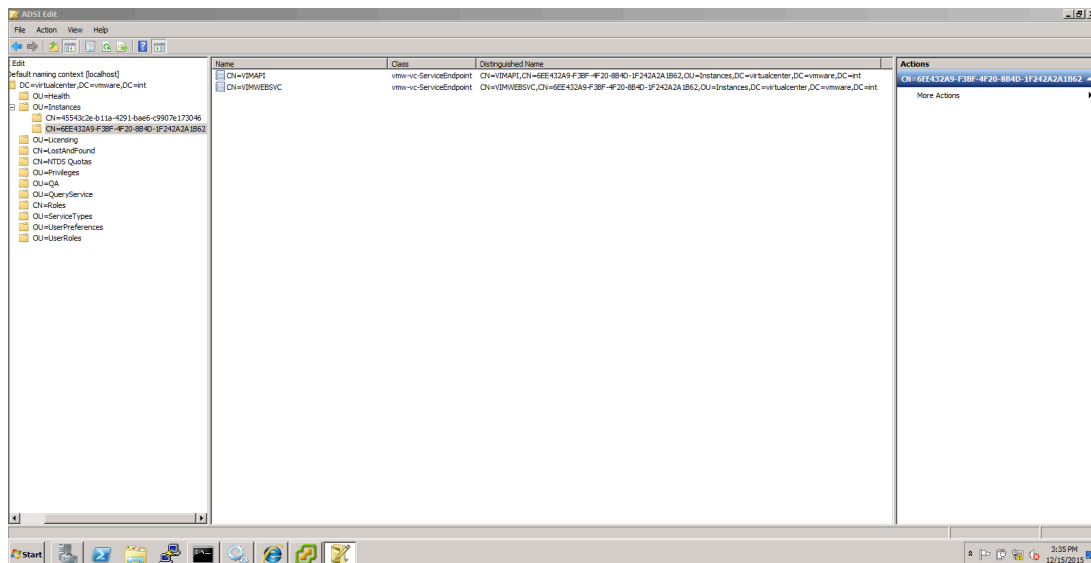 ADSI Edit
File Action View Help
Edit
Default naming context [localhost]
DC=virtualcenter,DC=vmware,DC=int
OU=Health
OU=Instances
CN=45543c2e-b11a-4291-bae6-c9907e173046
CN=6EE432A9-F3BF-4F20-8B4D-1F242A2A1B62
OU=Licensing
CN=LostAndFound
CN=NTDS Quotas
OU=Privileges
OU=QA
OU=QueryService
CN=Roles
OU=ServiceTypes
OU=UserPreferences
OU=UserRoles
Name Class Distinguished Name
CN=VIMAPI vmw-vc-ServiceEndpoint CN=VIMAPI,CN=6EE432A9-F3BF-4F20-8B4D-1F242A2A1B62,OU=Instances,DC=virtualcenter,DC=vmware,DC=int
CN=VIMWEBSVC vmw-vc-ServiceEndpoint CN=VIMWEBSVC,CN=6EE432A9-F3BF-4F20-8B4D-1F242A2A1B62,OU=Instances,DC=virtualcenter,DC=vmware,DC=int
Actions
CN=6EE432A9-F3BF-4F20-8B4D-1F242A2A1B62
More Actions
Start
3:35 PM
12/15/2015